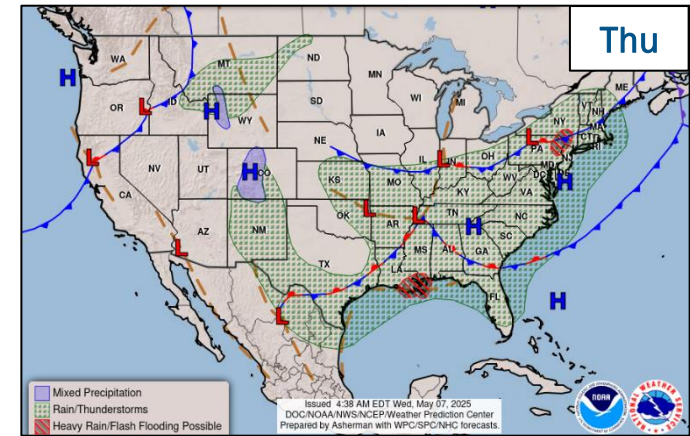 Thu
WA
MT
ND
MN
ME
H
OR
L
ID
H
WY
SD
WI
MI
L
NY
VT
NH
MA
CT
RI
PA
NJ
NE
IA
IL
L
IN
OH
L
NV
UT
H
CO
KS
MO
KY
WV
MD
DC
DE
VA
H
CA
AZ
NM
OK
L
AR
L
TN
NC
H
SC
L
TX
LA
MS
AL
GA
L
FL
H
Mixed Precipitation
Rain/Thunderstorms
Heavy Rain/Flash Flooding Possible
Issued 4:38 AM EDT Wed, May 07, 2025
DOC/NOAA/NWS/NCEP/Weather Prediction Center
Prepared by Asherman with WPC/SPC/NHC forecasts.
NOAA
NATIONAL WEATHER SERVICE